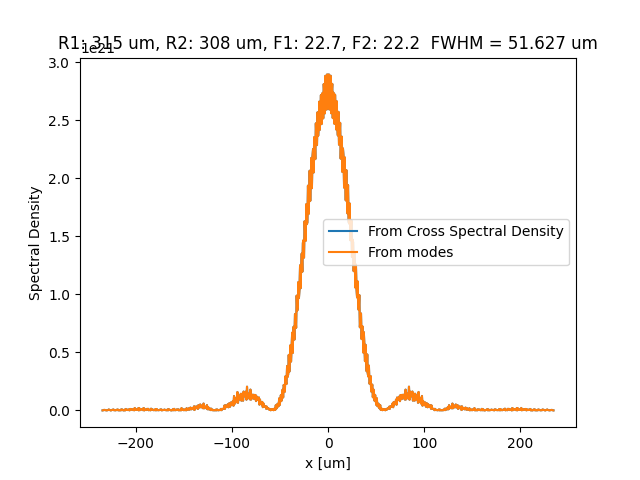 R1: 315 um, R2: 308 um, F1: 22.7, F2: 22.2  FWHM = 51.627 um
1e21
3.0
2.5
2.0
1.5
1.0
0.5
0.0
Spectral Density
From Cross Spectral Density
From modes
−200
−100
0
100
200
x [um]